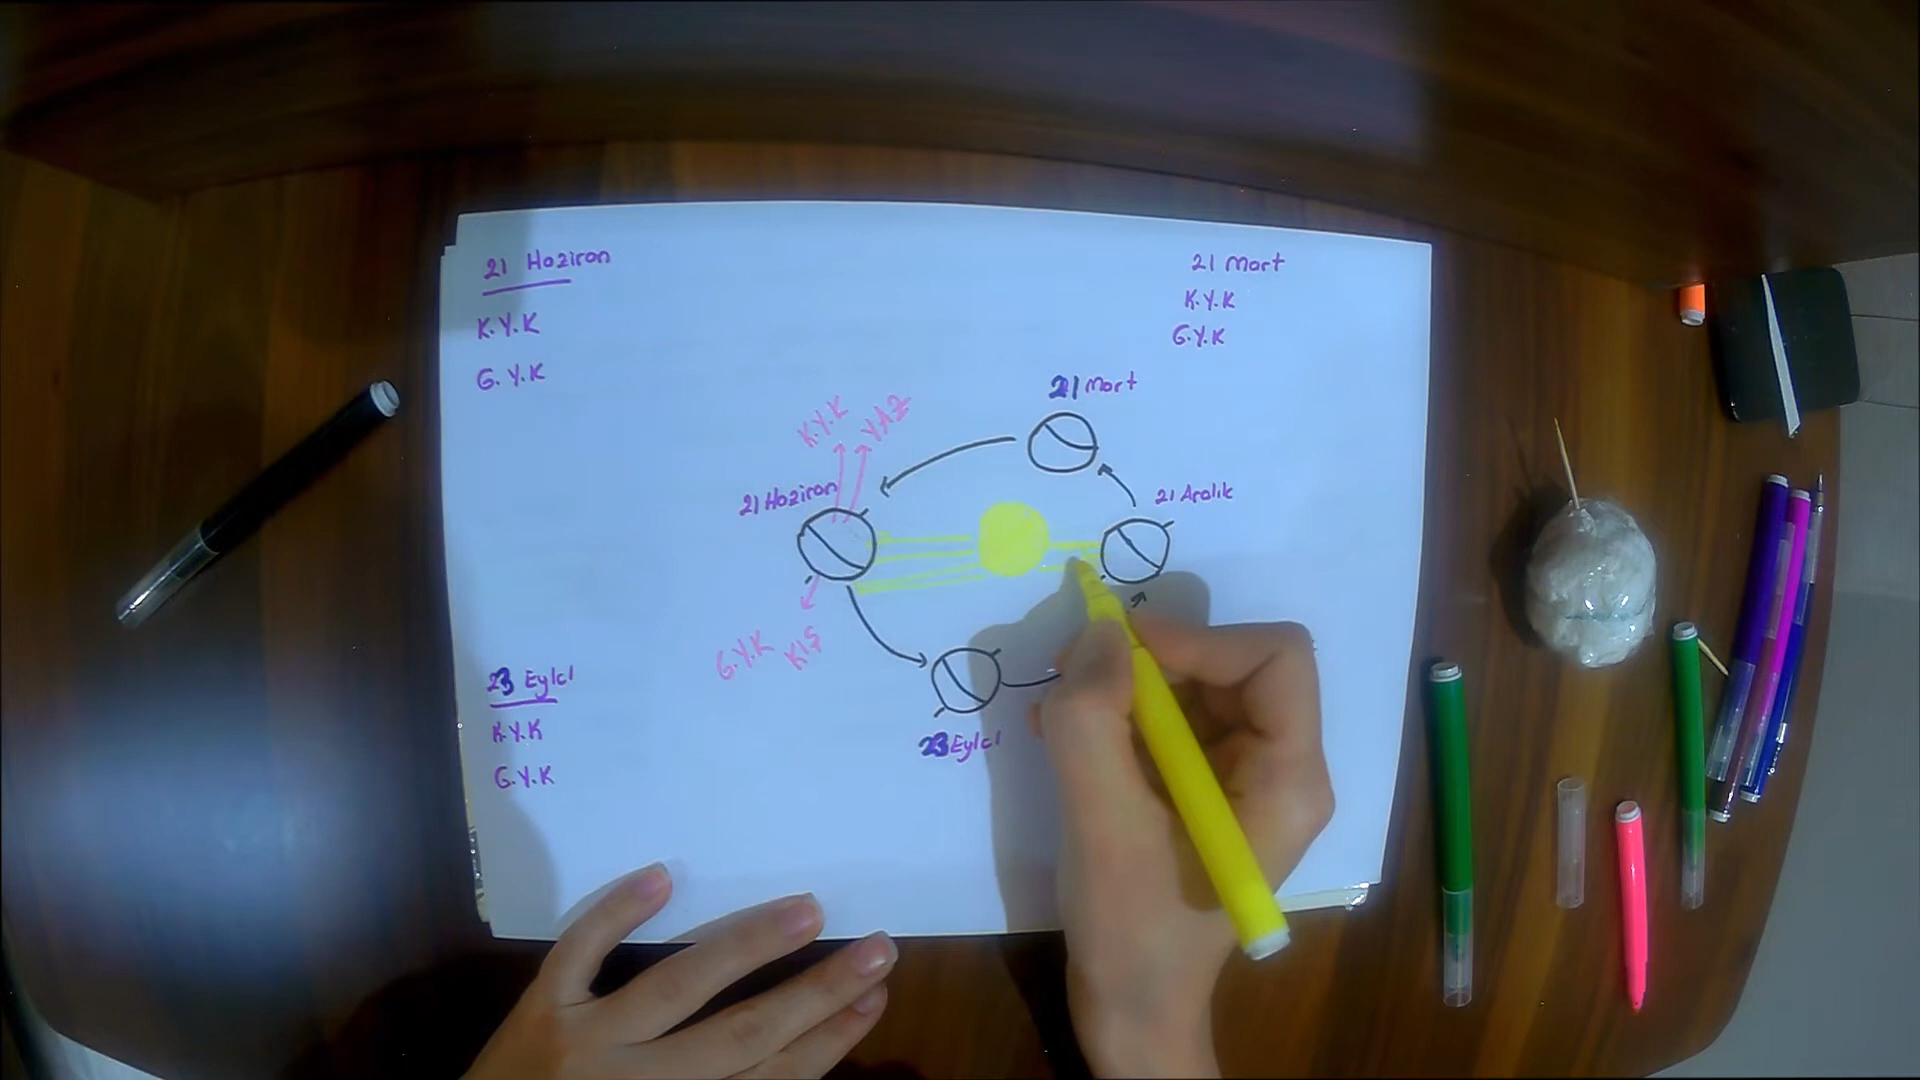 21 Haziran
K.Y.K
G.Y.K
21 Mart
K.Y.K
G.Y.K
21 Mart
K.Y.K
YAZ
21 Haziran
21 Aralık
G.Y.K
KIŞ
23 Eylül
K.Y.K
G.Y.K
23 Eylül